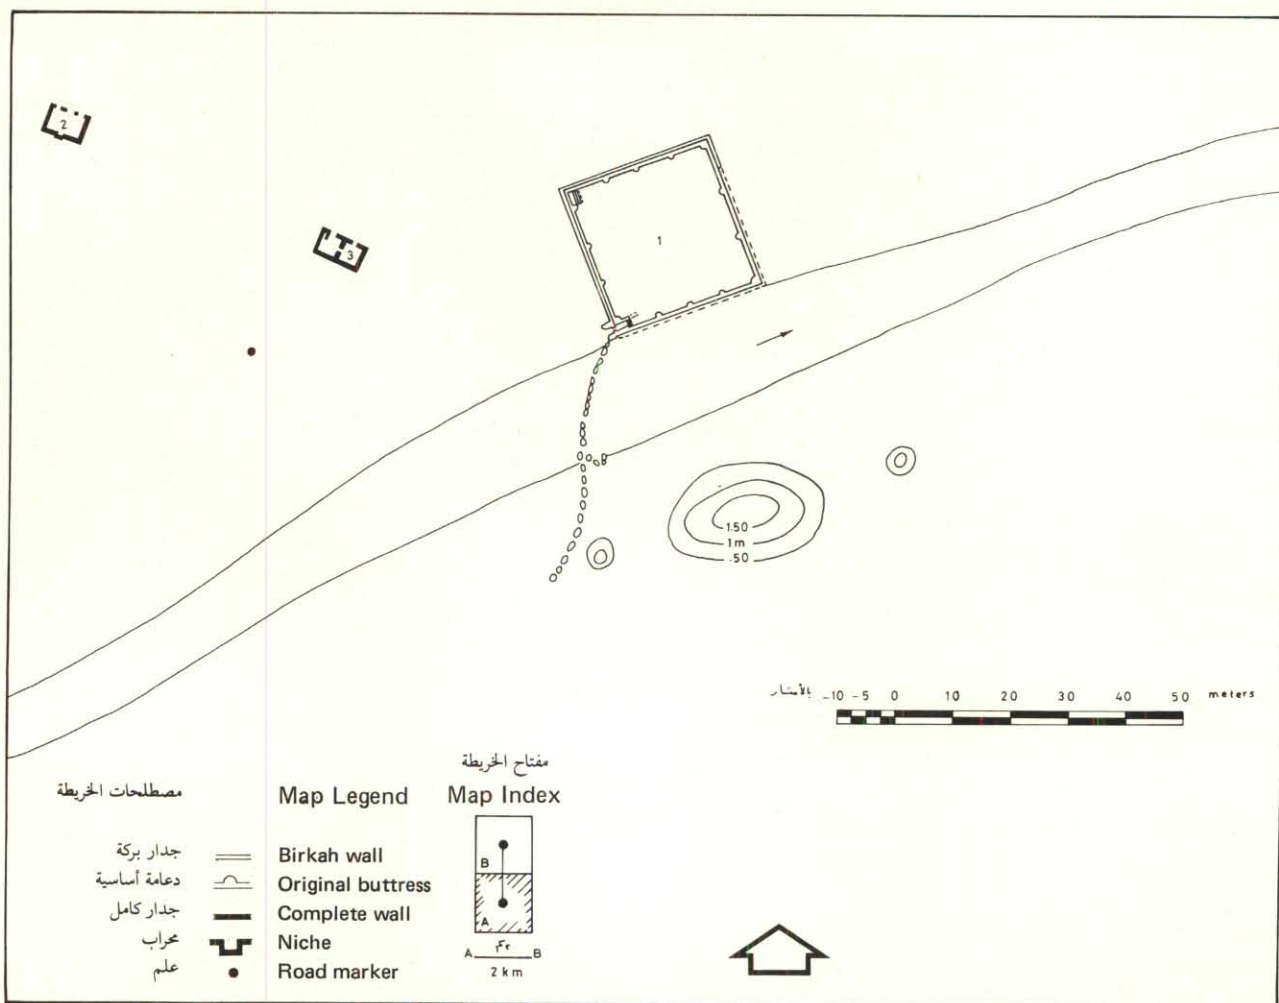 2
3
1
1.50
1m
.50
بالأمتار -10 -5 0 10 20 30 40 50 meters
مفتاح الخريطة
مصطلحات الخريطة Map Legend Map Index
جدار بركة Birkah wall
دعامة أساسية Original buttress
جدار كامل Complete wall
محراب Niche
علم Road marker
B
A
A ٢كم B
2 km